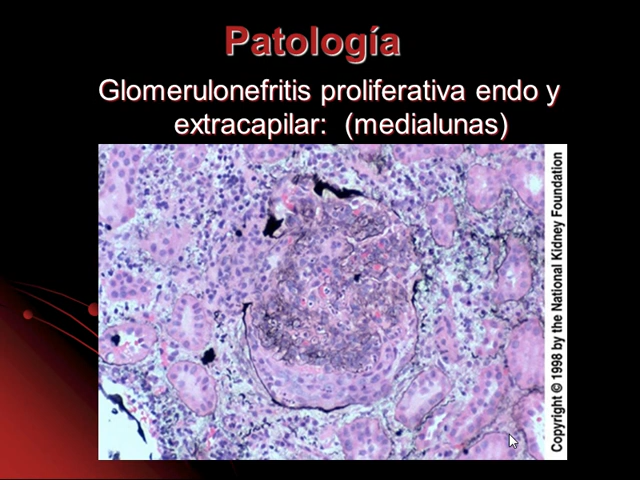 Patología
Glomerulonefritis proliferativa endo y
extracapilar: (medialunas)
Copyright © 1998 by the National Kidney Foundation